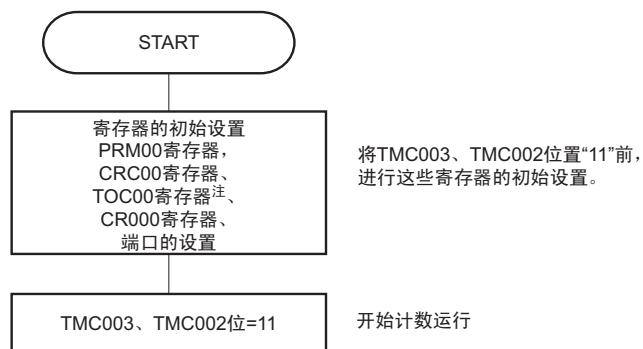 START
寄存器的初始设置
PRM00寄存器，
CRC00寄存器、
TOC00寄存器注、
CR000寄存器、
端口的设置
将TMC003、TMC002位置“11”前，
进行这些寄存器的初始设置。
TMC003、TMC002位=11
开始计数运行